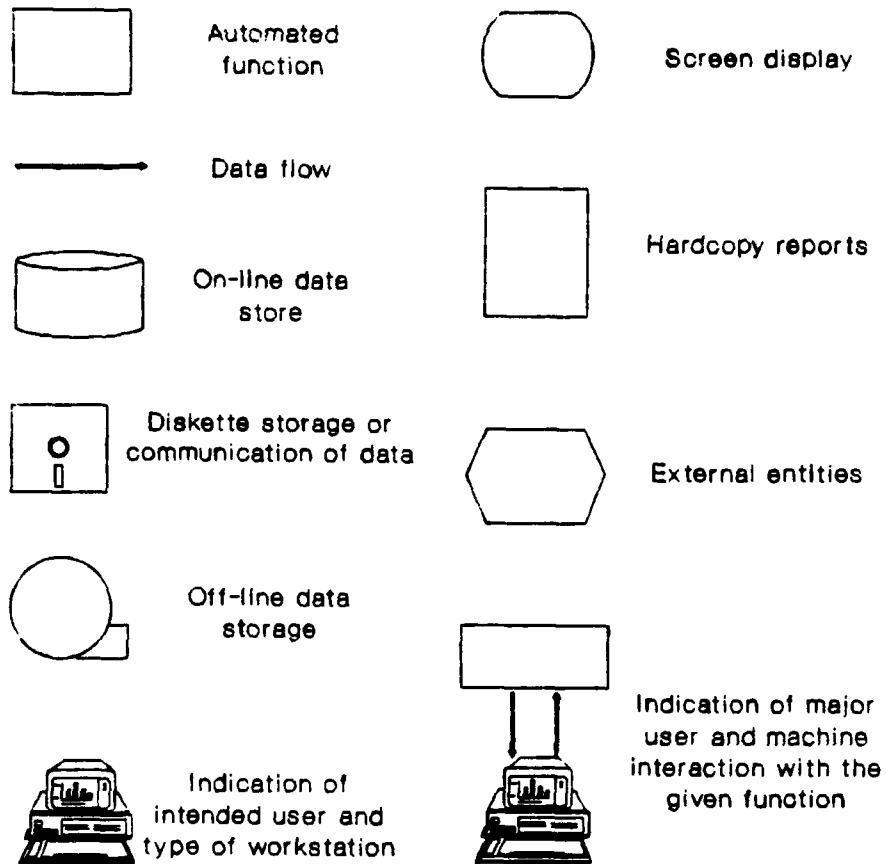 Automated
function
Screen display
Data flow
Hardcopy reports
On-line data
store
Diskette storage or
communication of data
External entities
Off-line data
storage
Indication of
intended user and
type of workstation
Indication of major
user and machine
interaction with the
given function